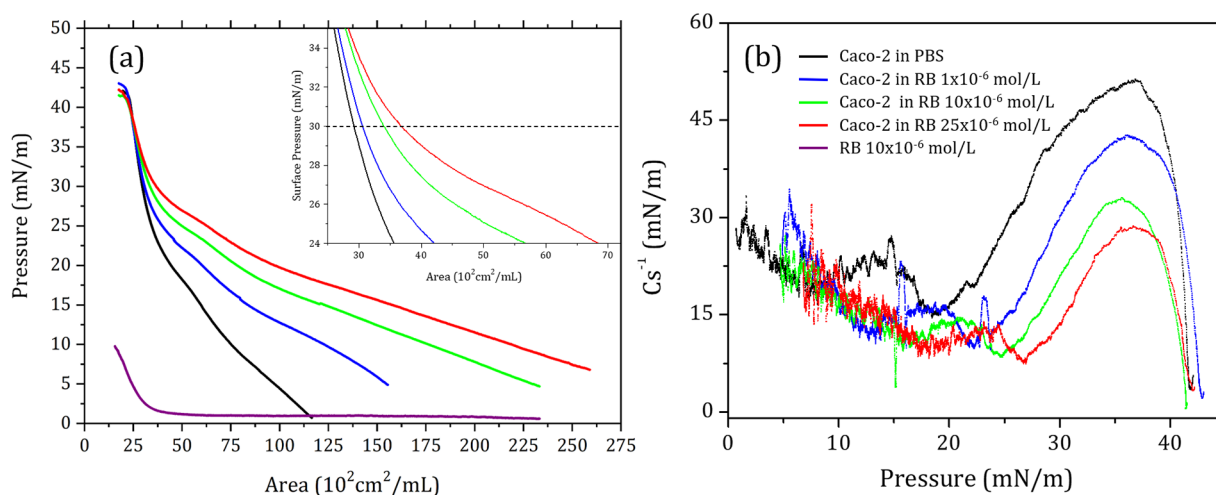 (a)
Pressure (mN/m)
50
45
40
35
30
25
20
15
10
5
0
0 25 50 75 100 125 150 175 200 225 250 275
Area (10²cm²/mL)
Surface Pressure (mN/m)
34
32
30
28
26
24
30 40 50 60 70
Area (10²cm²/mL)
(b)
Cs⁻¹ (mN/m)
60
45
30
15
0
Caco-2 in PBS
Caco-2 in RB 1x10⁻⁶ mol/L
Caco-2 in RB 10x10⁻⁶ mol/L
Caco-2 in RB 25x10⁻⁶ mol/L
RB 10x10⁻⁶ mol/L
0 10 20 30 40
Pressure (mN/m)